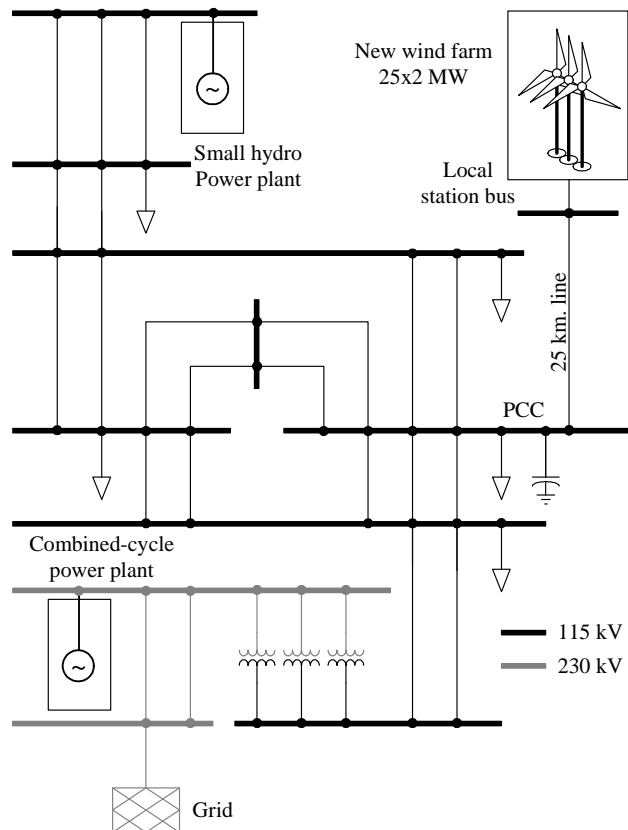 New wind farm
25x2 MW
Small hydro
Power plant
Local
station bus
25 km. line
PCC
Combined-cycle
power plant
115 kV
230 kV
Grid